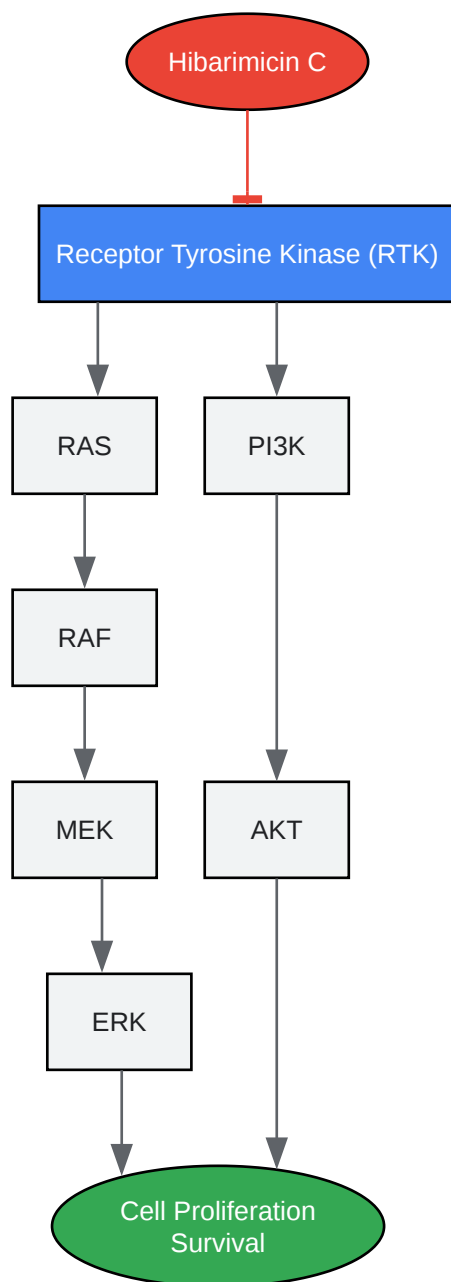 Hibarimicin C
Receptor Tyrosine Kinase (RTK)
RAS
PI3K
RAF
MEK
AKT
ERK
Cell Proliferation
Survival